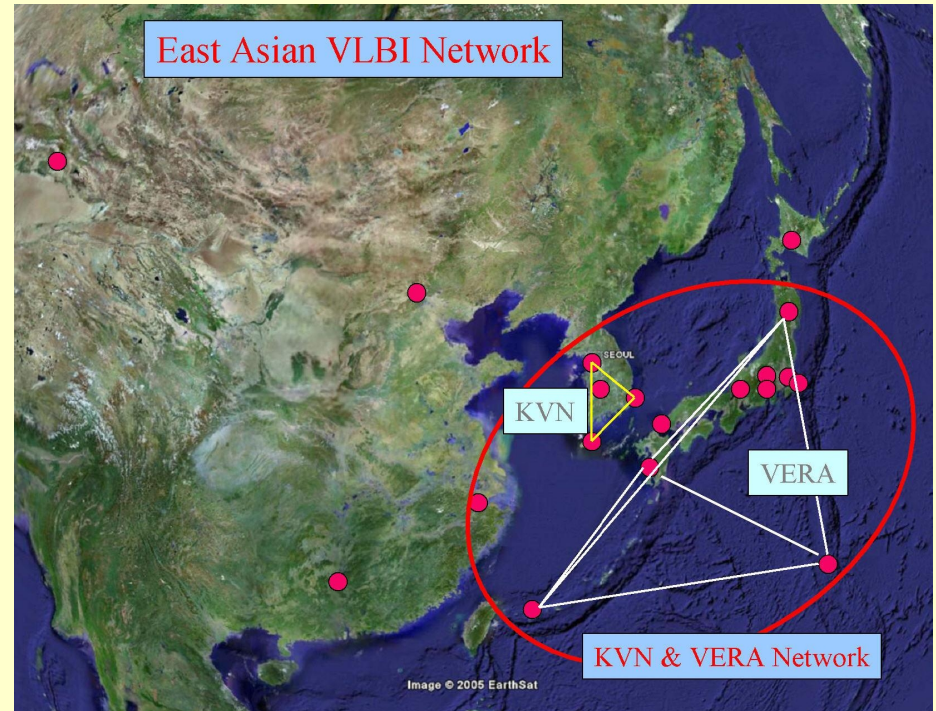 East Asian VLBI Network
SEOUL
KVN
VERA
KVN & VERA Network
Image © 2005 EarthSat